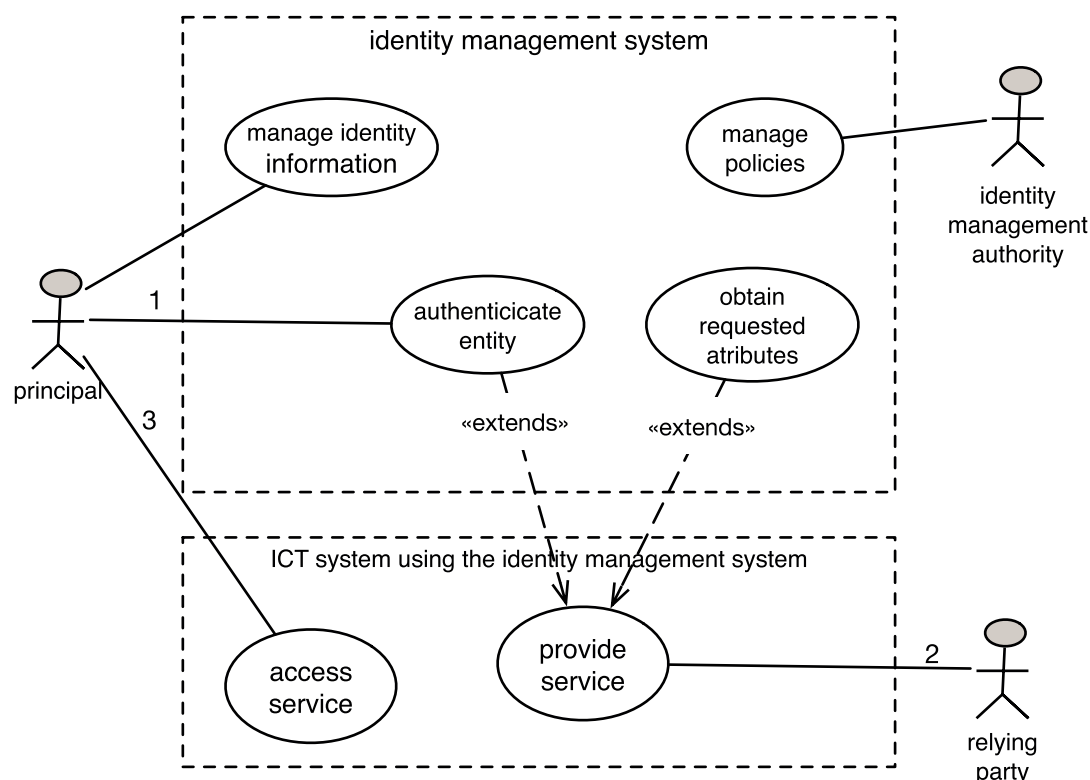 identity management system
manage identity
information
manage
policies
identity
management
authority
1
authenticicate
entity
obtain
requested
atributes
principal
3
«extends»
«extends»
ICT system using the identity management system
access
service
provide
service
2
relying
party